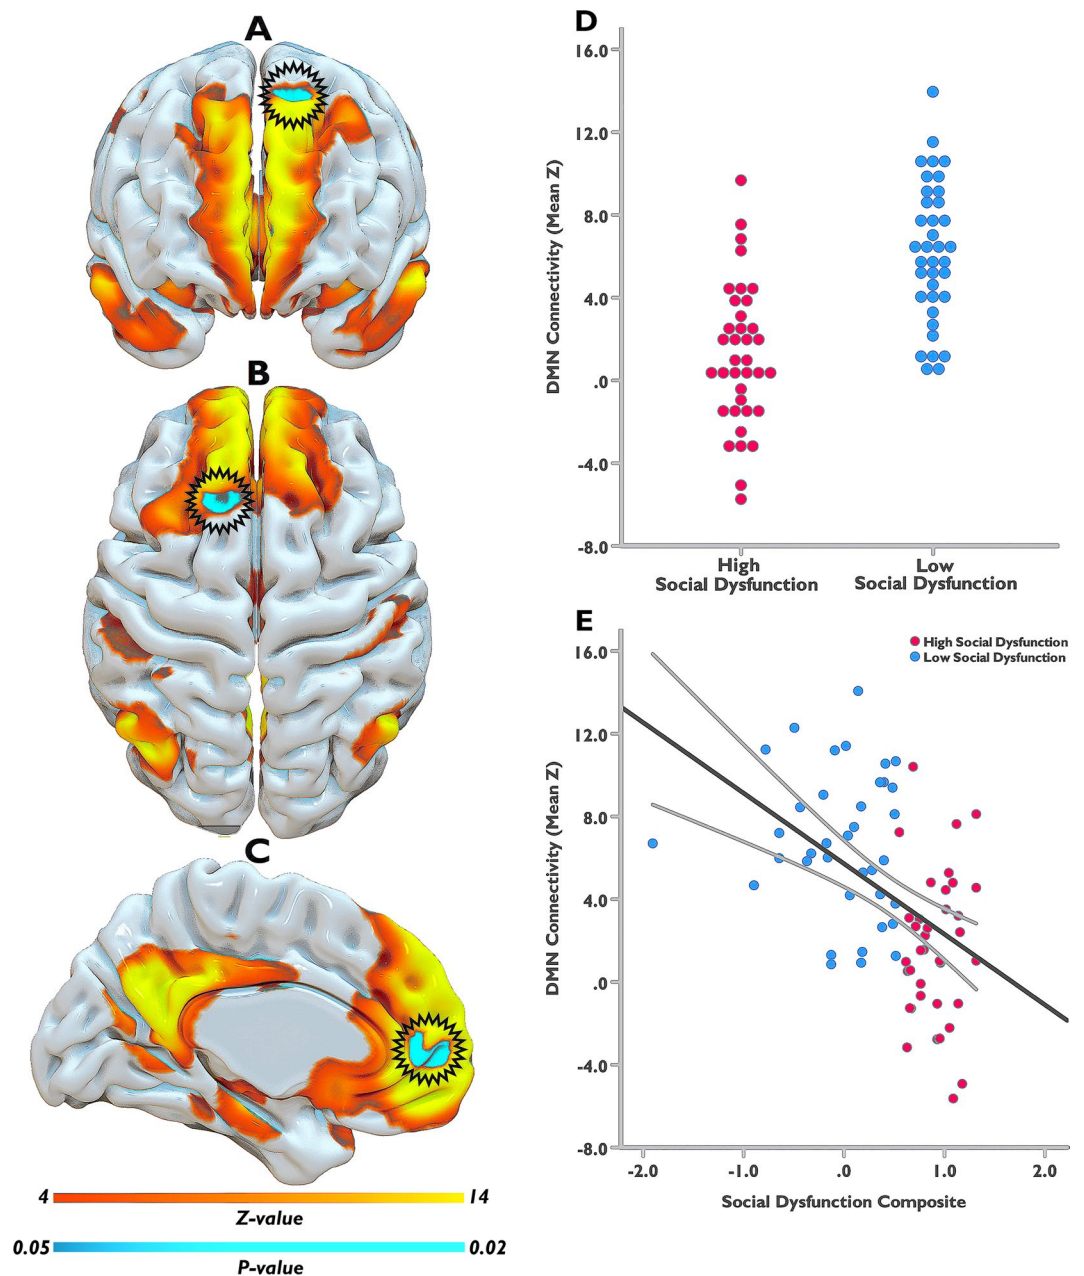 A
B
C
4
14
Z-value
0.05
0.02
P-value
D
16.0
12.0
8.0
4.0
.0
-4.0
-8.0
DMN Connectivity (Mean Z)
High
Social Dysfunction
Low
Social Dysfunction
E
High Social Dysfunction
Low Social Dysfunction
16.0
12.0
8.0
4.0
.0
-4.0
-8.0
DMN Connectivity (Mean Z)
-2.0
-1.0
.0
1.0
2.0
Social Dysfunction Composite